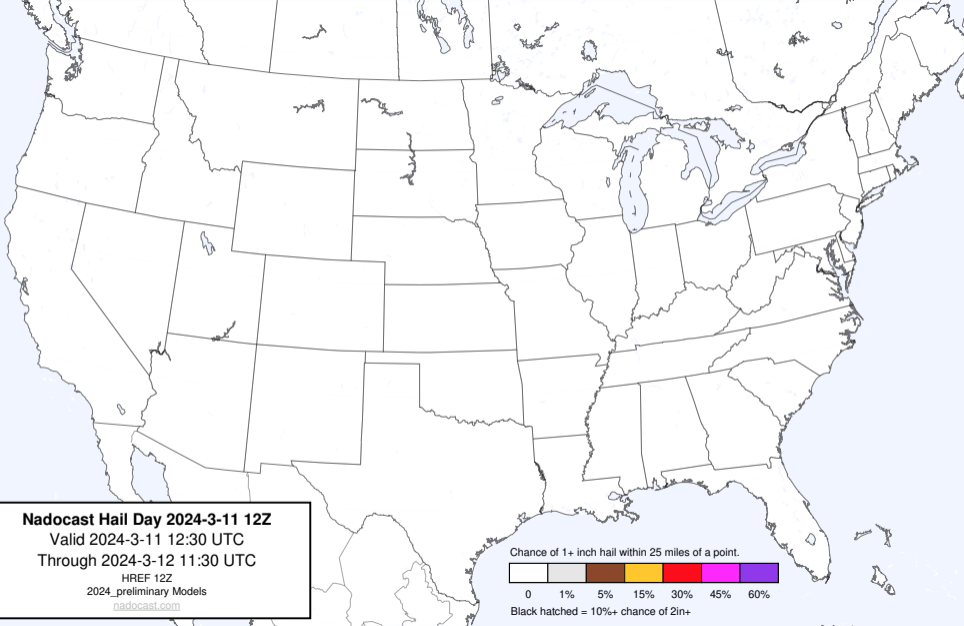 Nadocast Hail Day 2024-3-11 12Z
Valid 2024-3-11 12:30 UTC
Through 2024-3-12 11:30 UTC
HREF 12Z
2024_preliminary Models
nadocast.com
Chance of 1+ inch hail within 25 miles of a point.
0 1% 5% 15% 30% 45% 60%
Black hatched = 10%+ chance of 2in+